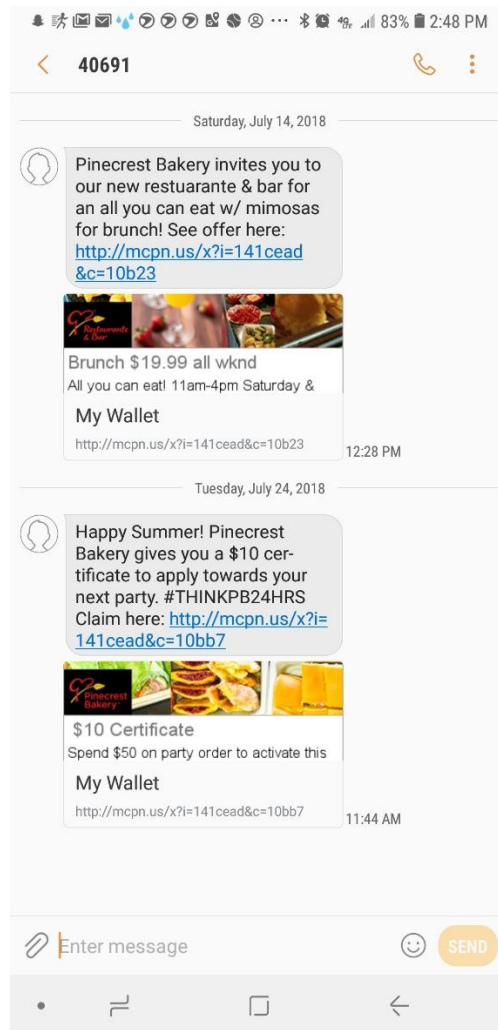 83% 2:48 PM
40691
Saturday, July 14, 2018
Pinecrest Bakery invites you to
our new restuarante & bar for
an all you can eat w/ mimosas
for brunch! See offer here:
http://mcpn.us/x?i=141cead
&c=10b23
Restaurante
& Bar
Brunch $19.99 all wknd
All you can eat! 11am-4pm Saturday &
My Wallet
http://mcpn.us/x?i=141cead&c=10b23
12:28 PM
Tuesday, July 24, 2018
Happy Summer! Pinecrest
Bakery gives you a $10 cer-
tificate to apply towards your
next party. #THINKPB24HRS
Claim here: http://mcpn.us/x?i=
141cead&c=10bb7
Pinecrest
Bakery
$10 Certificate
Spend $50 on party order to activate this
My Wallet
http://mcpn.us/x?i=141cead&c=10bb7
11:44 AM
Enter message
SEND